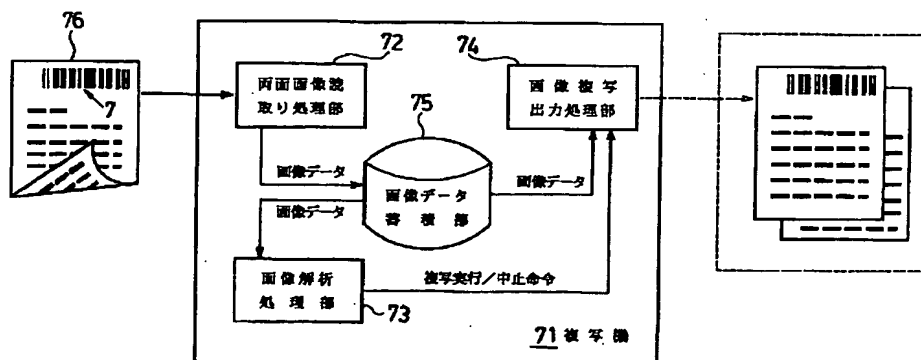 76
7
72
両面画像読
取り処理部
74
画像複写
出力処理部
75
画像データ
画像データ
蓄積部
画像データ
画像データ
画像解析
処理部
73
複写実行/中止命令
71 複写機